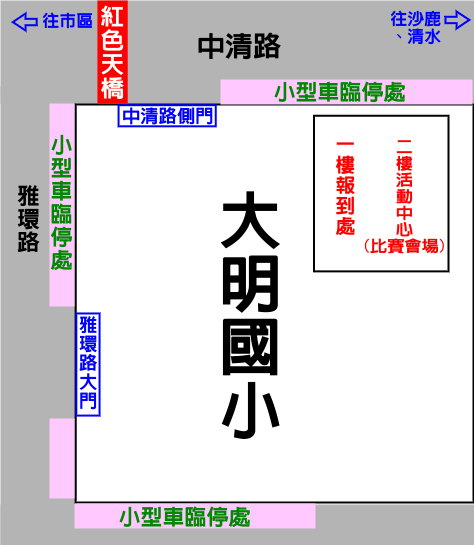 往市區
紅色天橋
中清路
往沙鹿
、清水
小型車臨停處
中清路側門
小型車臨停處
雅環路
一樓報到處
二樓活動中心
(比賽會場)
大明國小
雅環路大門
小型車臨停處